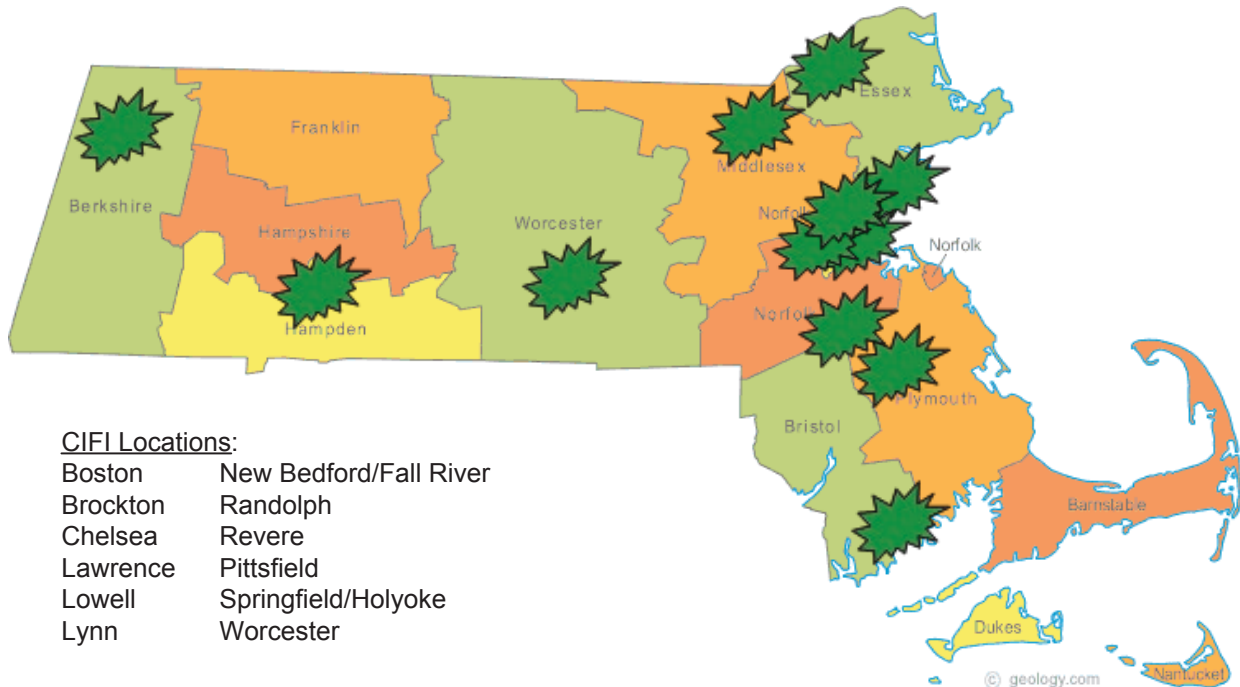 Essex
Franklin
Middlesex
Berkshire
Norfolk
Worcester
Hampshire
Norfolk
Norfolk
Hampden
Plymouth
Bristol
Barnstable
Dukes
Nantucket
© geology.com
CIFI Locations:
Boston New Bedford/Fall River
Brockton Randolph
Chelsea Revere
Lawrence Pittsfield
Lowell Springfield/Holyoke
Lynn Worcester